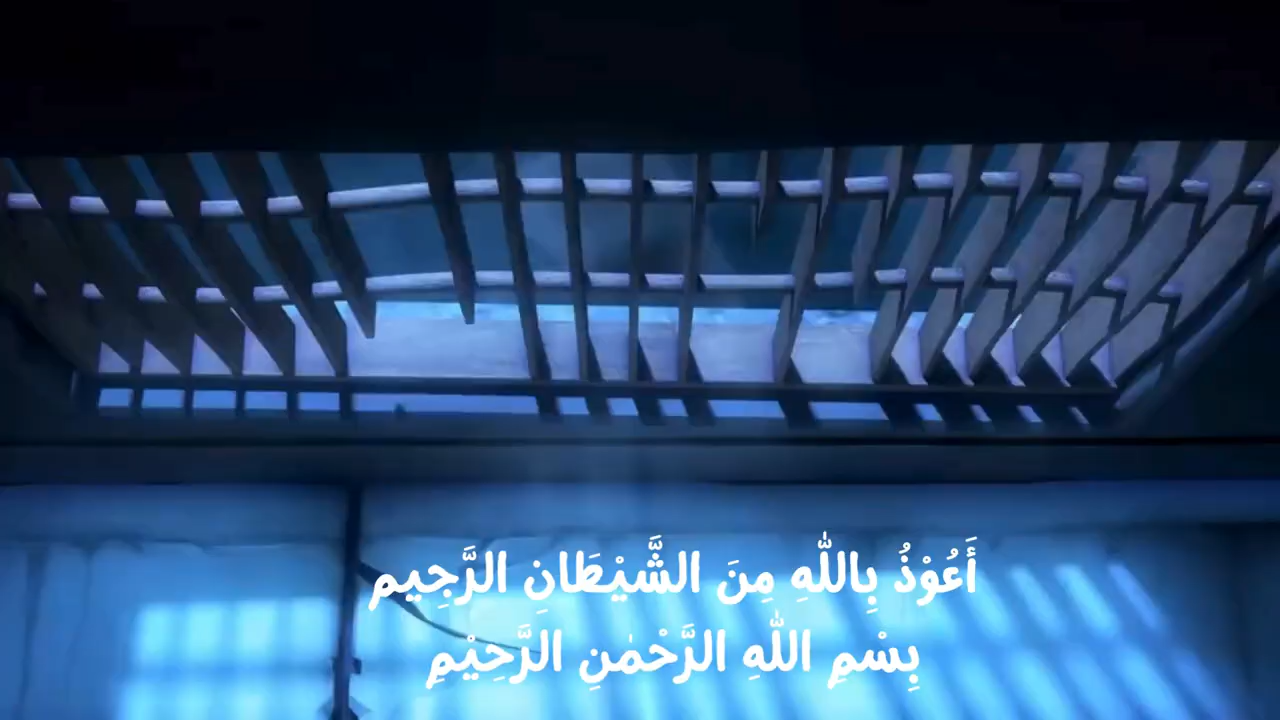 أَعُوْذُ بِاللّٰهِ مِنَ الشَّيْطَانِ الرَّجِيم
بِسْمِ اللّٰهِ الرَّحْمٰنِ الرَّحِيْمِ